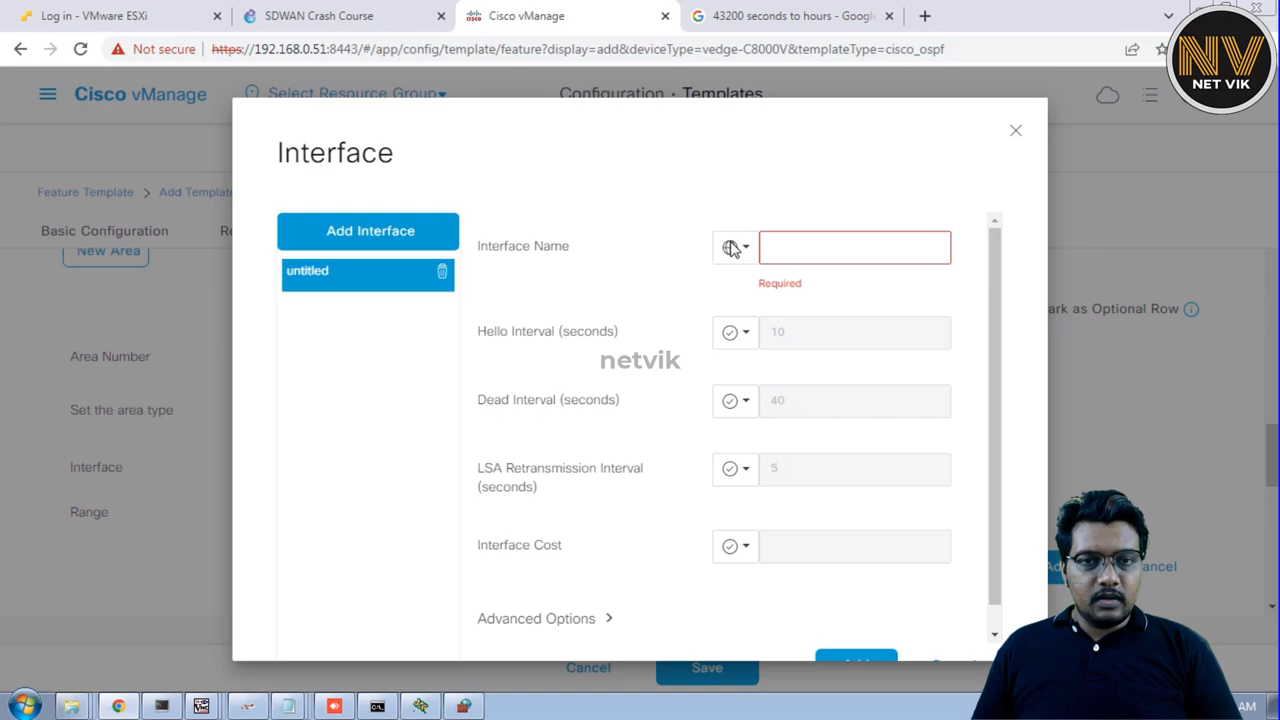 Log in - VMware ESXi
SDWAN Crash Course
Cisco vManage
43200 seconds to hours - Google
Not secure
https://192.168.0.51:8443/#/app/config/template/feature?display=add&deviceType=vedge-C8000V&templateType=cisco_ospf
NV
NET VIK
Cisco vManage
Select Resource Group
Configuration · Templates
Feature Template
Add Template
Basic Configuration
New Area
Area Number
Set the area type
Interface
Range
ark as Optional Row
Cancel
Save
Interface
Add Interface
untitled
Interface Name
Required
Hello Interval (seconds)
10
netvik
Dead Interval (seconds)
40
LSA Retransmission Interval
(seconds)
5
Interface Cost
Advanced Options
ancel
AM